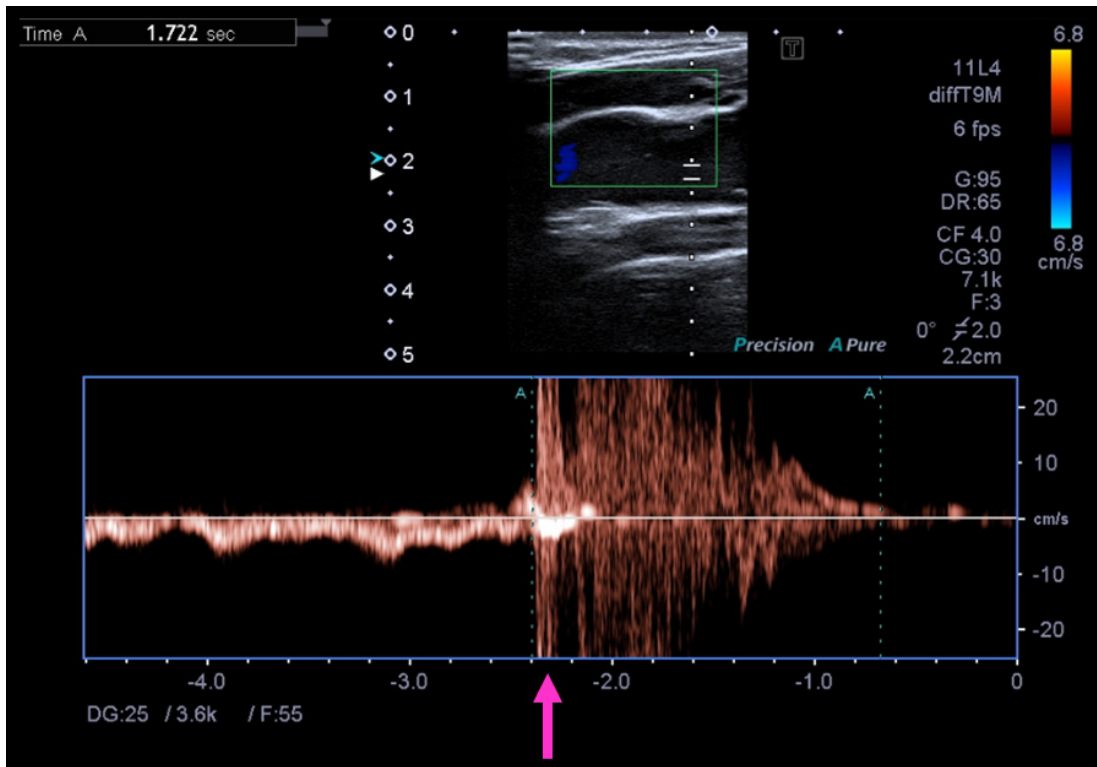 Time A 1.722 sec
0
1
2
3
4
5
T
6.8
11L4
diffT9M
6 fps
G:95
DR:65
CF 4.0
CG:30
7.1k
F:3
0° 2.0
2.2cm
6.8
cm/s
Precision A Pure
A
A
20
10
cm/s
-10
-20
-4.0 -3.0 -2.0 -1.0 0
DG:25 / 3.6k / F:55